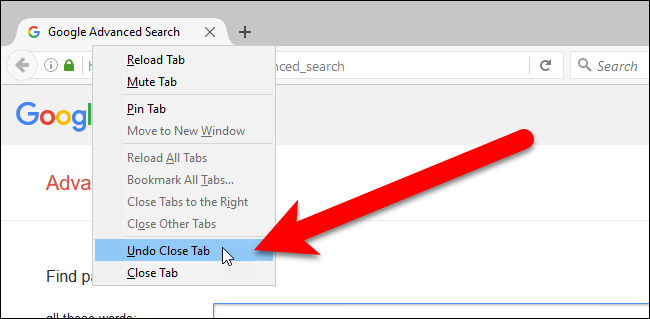 Google Advanced Search
Reload Tab
Mute Tab
Pin Tab
Move to New Window
Reload All Tabs
Bookmark All Tabs...
Close Tabs to the Right
Close Other Tabs
Undo Close Tab
Close Tab
h
nced_search
Search
Googl
Adva
Find pa
all these words: